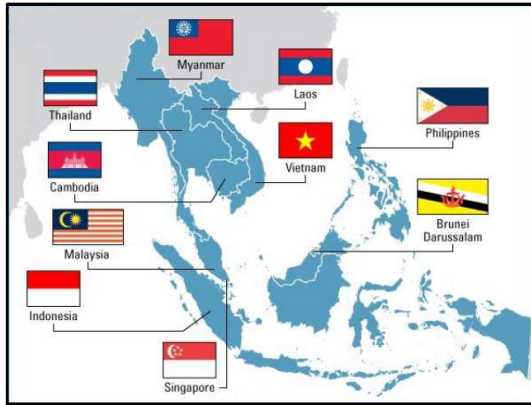 Myanmar
Laos
Thailand
Philippines
Vietnam
Cambodia
Brunei
Darussalam
Malaysia
Indonesia
Singapore